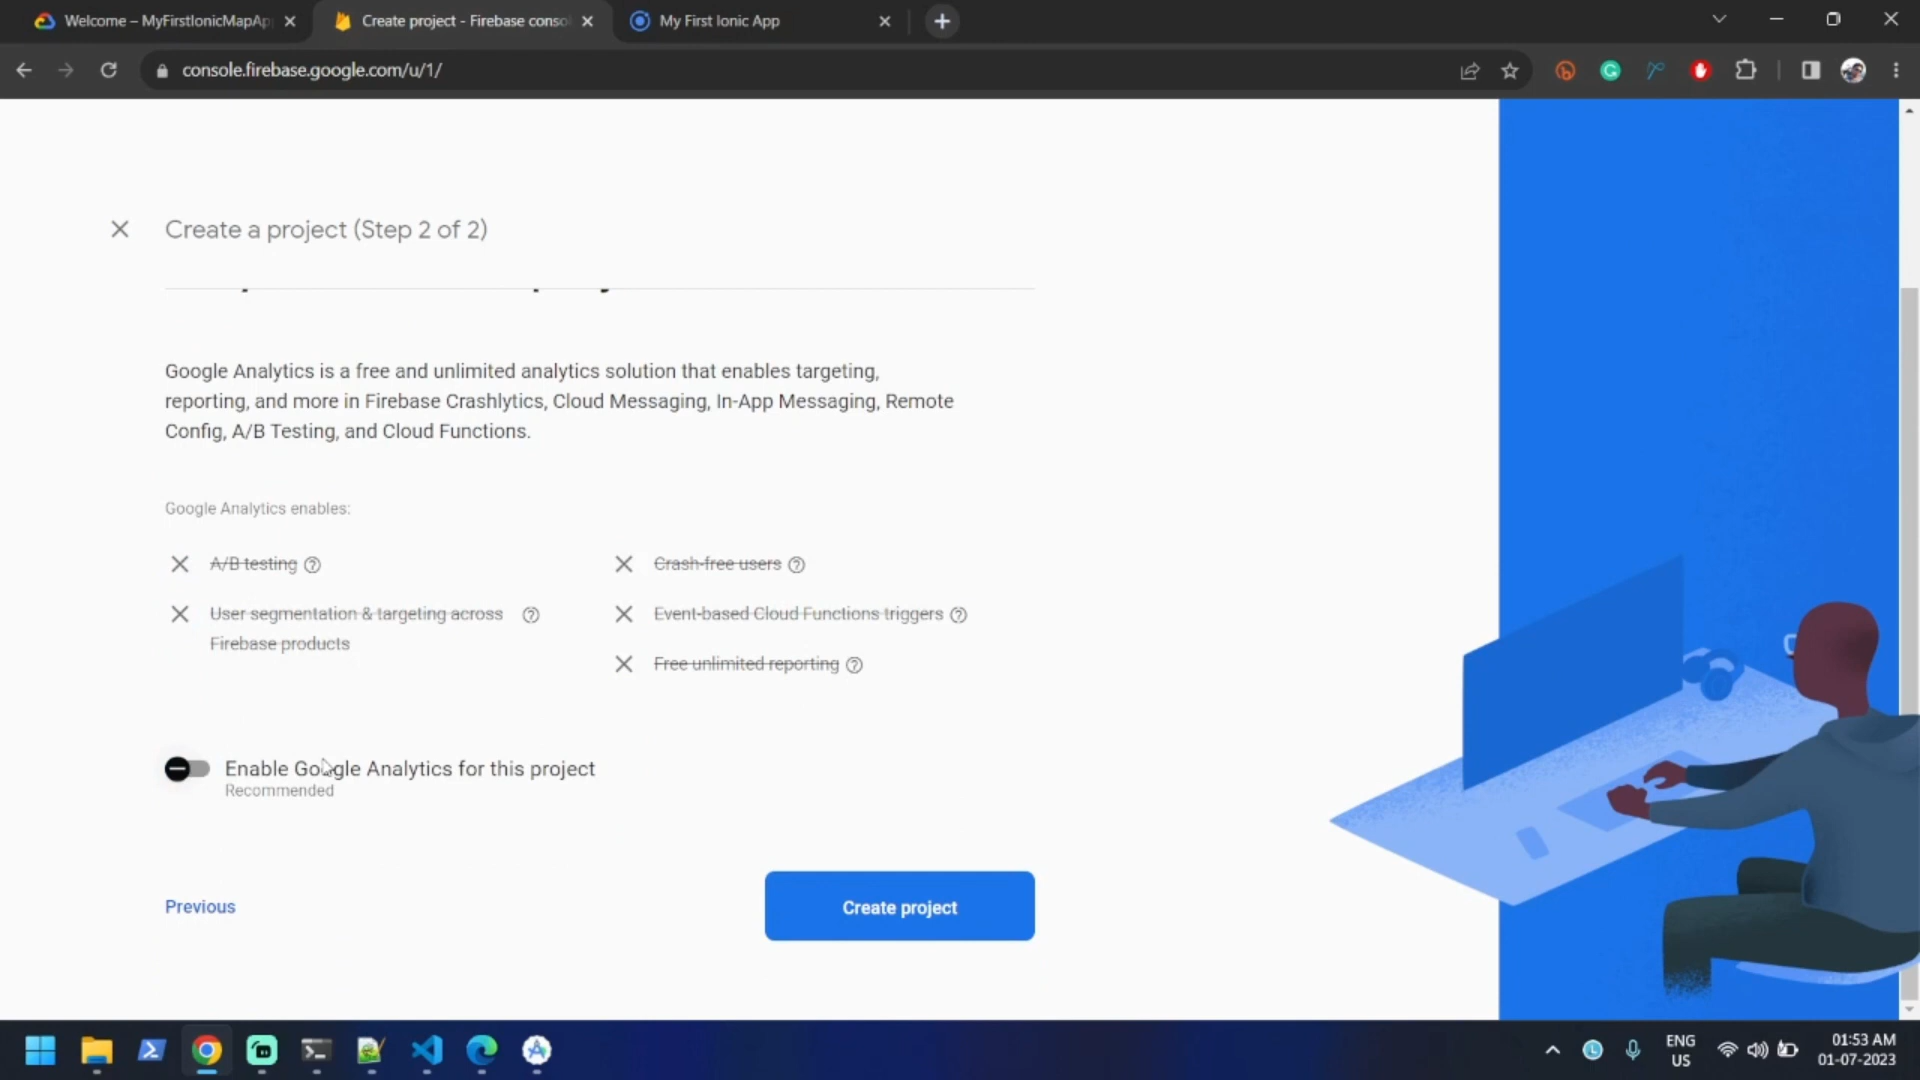 Welcome – MyFirstIonicMapAp
Create project - Firebase conso
My First Ionic App
console.firebase.google.com/u/1/
Create a project (Step 2 of 2)
Google Analytics is a free and unlimited analytics solution that enables targeting,
reporting, and more in Firebase Crashlytics, Cloud Messaging, In-App Messaging, Remote
Config, A/B Testing, and Cloud Functions.
Google Analytics enables:
A/B testing
Crash-free users
User segmentation & targeting across
Firebase products
Event-based Cloud Functions triggers
Free unlimited reporting
Enable Google Analytics for this project
Recommended
Previous
Create project
ENG
US
01:53 AM
01-07-2023